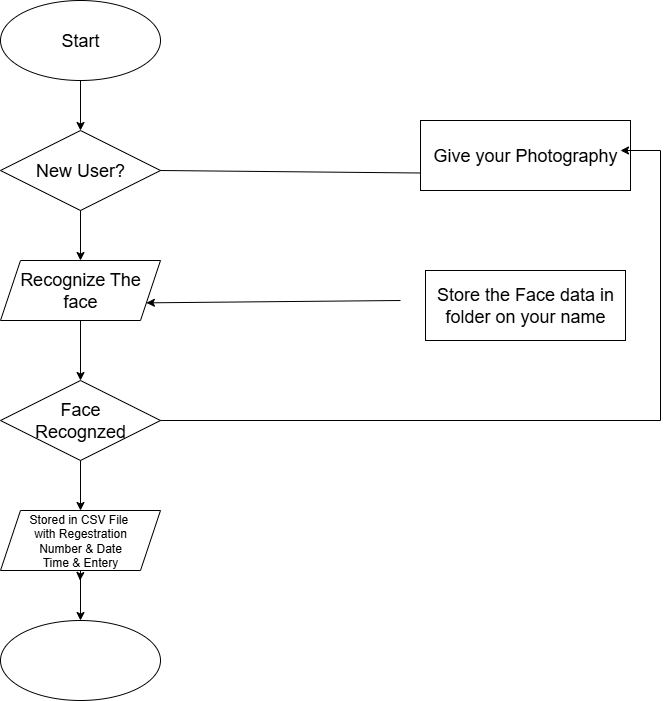 Start
New User?
Give your Photography
Recognize The
face
Store the Face data in
folder on your name
Face
Recognzed
Stored in CSV File
with Regestration
Number & Date
Time & Entery